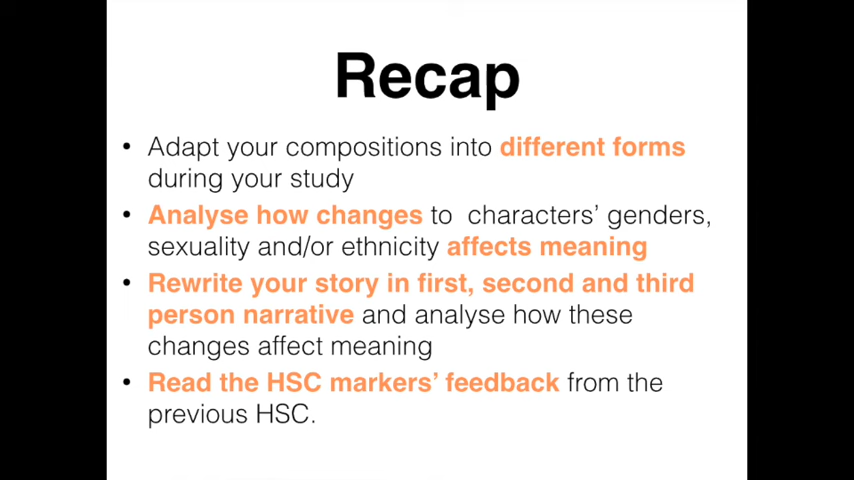 Recap
• Adapt your compositions into different forms
during your study
• Analyse how changes to characters' genders,
sexuality and/or ethnicity affects meaning
• Rewrite your story in first, second and third
person narrative and analyse how these
changes affect meaning
• Read the HSC markers' feedback from the
previous HSC.